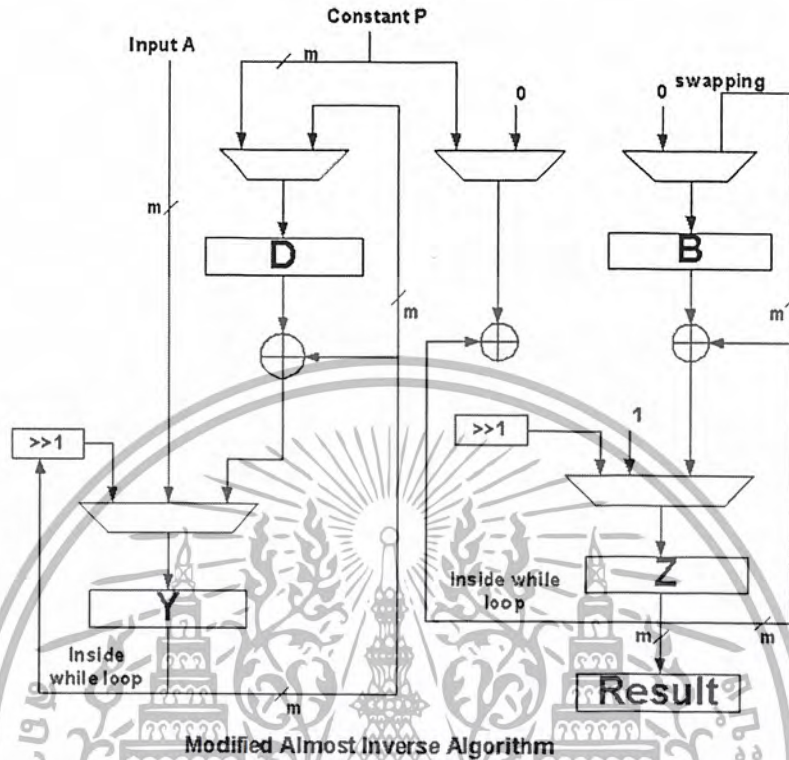 Constant P
Input A
m
0
0
swapping
m
D
B
m
m
>>1
>>1
1
Y
Z
Inside while
loop
Inside
while loop
m
m
m
Result
Modified Almost Inverse Algorithm